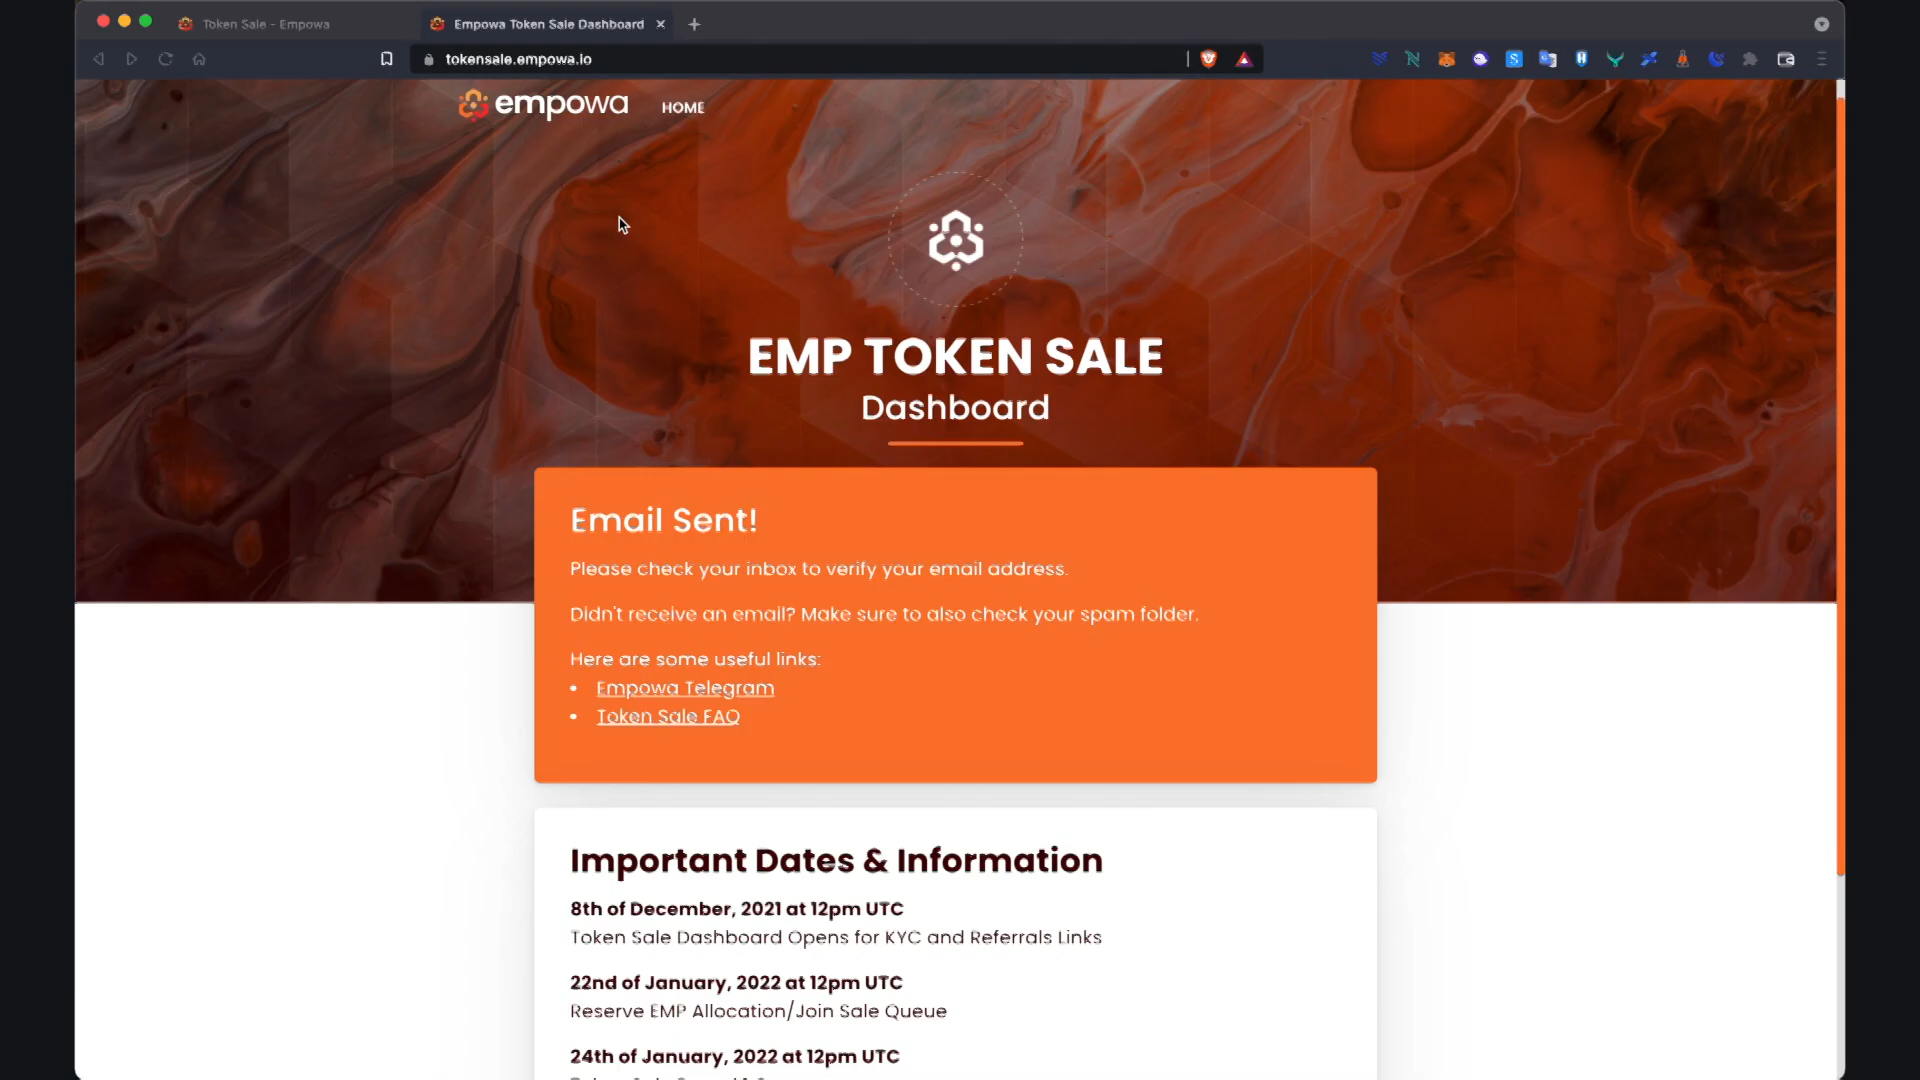 Token Sale - Empowa
Empowa Token Sale Dashboard
tokensale.empowa.io
empowa
HOME
EMP TOKEN SALE
Dashboard
Email Sent!
Please check your inbox to verify your email address.
Didn't receive an email? Make sure to also check your spam folder.
Here are some useful links:
• Empowa Telegram
• Token Sale FAQ
Important Dates & Information
8th of December, 2021 at 12pm UTC
Token Sale Dashboard Opens for KYC and Referrals Links
22nd of January, 2022 at 12pm UTC
Reserve EMP Allocation/Join Sale Queue
24th of January, 2022 at 12pm UTC